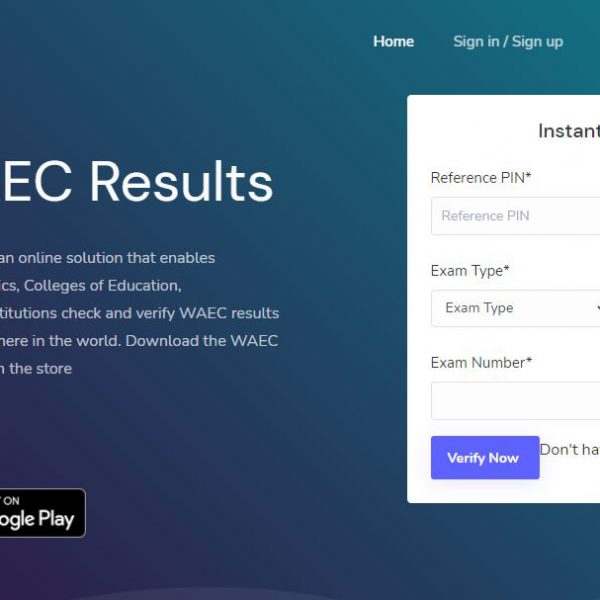 Home
Sign in / Sign up
EC Results
an online solution that enables
cs, Colleges of Education,
titutions check and verify WAEC results
here in the world. Download the WAEC
the store
ON
ogle Play
Instant
Reference PIN*
Reference PIN
Exam Type*
Exam Type
Exam Number*
Verify Now
Don't ha